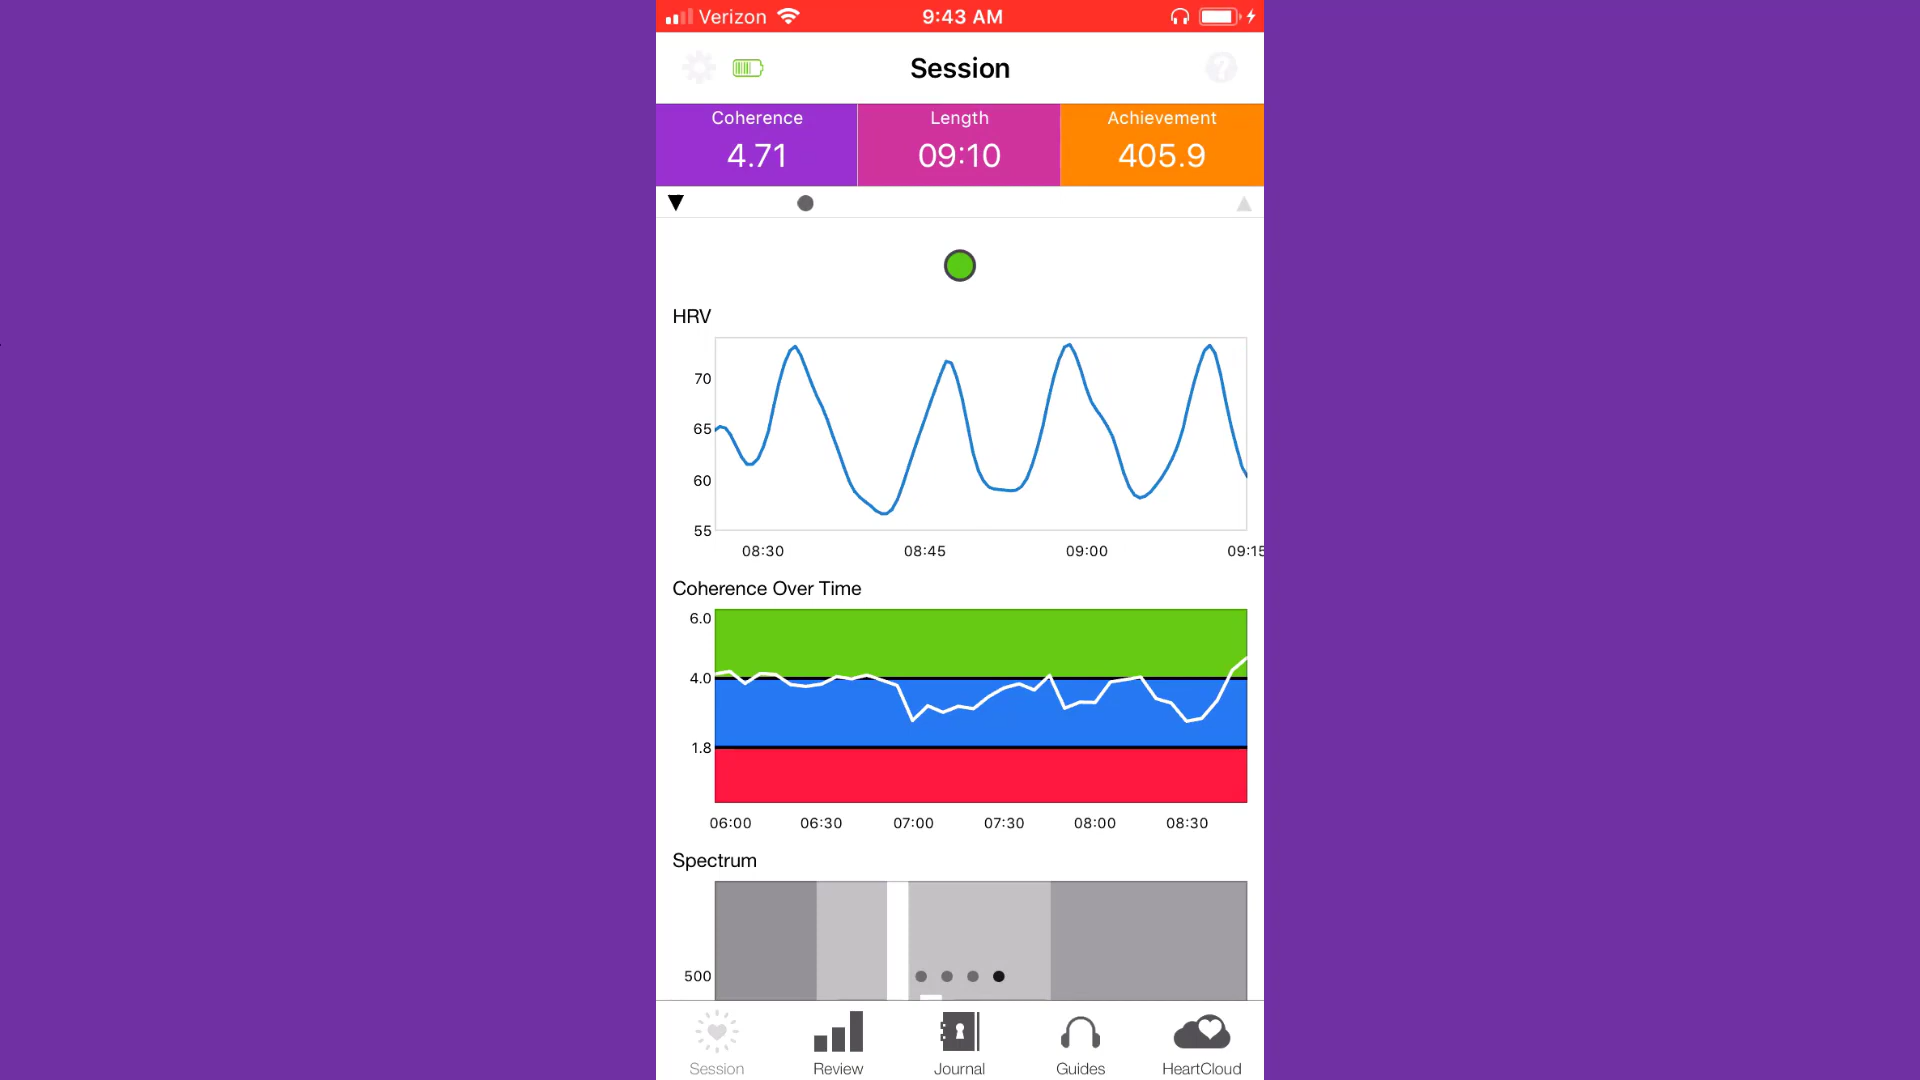 Verizon 9:43 AM
Session
Coherence Length Achievement
4.71 09:10 405.9
HRV
70
65
60
55
08:30 08:45 09:00 09:15
Coherence Over Time
6.0
4.0
1.8
06:00 06:30 07:00 07:30 08:00 08:30
Spectrum
500
Session Review Journal Guides HeartCloud